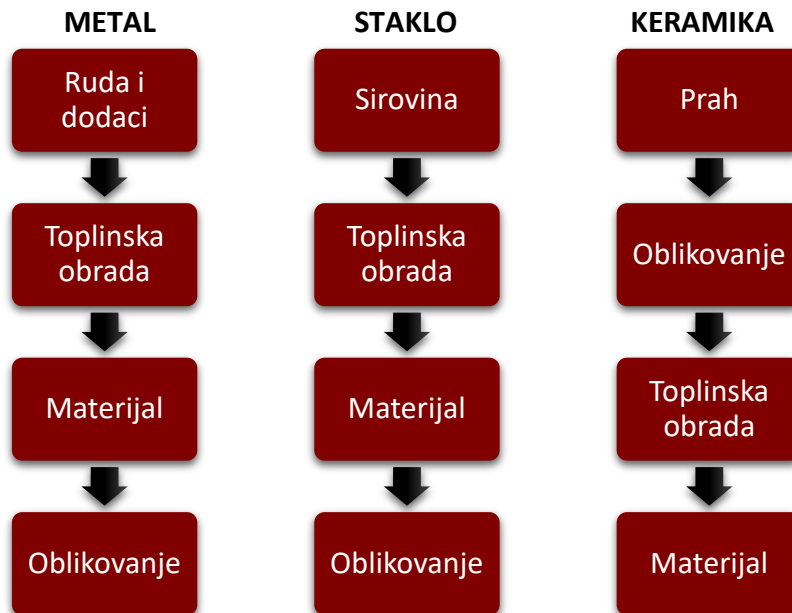 METAL
Ruda i
dodaci
Toplinska
obrada
Materijal
Oblikovanje
STAKLO
Sirovina
Toplinska
obrada
Materijal
Oblikovanje
KERAMIKA
Prah
Oblikovanje
Toplinska
obrada
Materijal